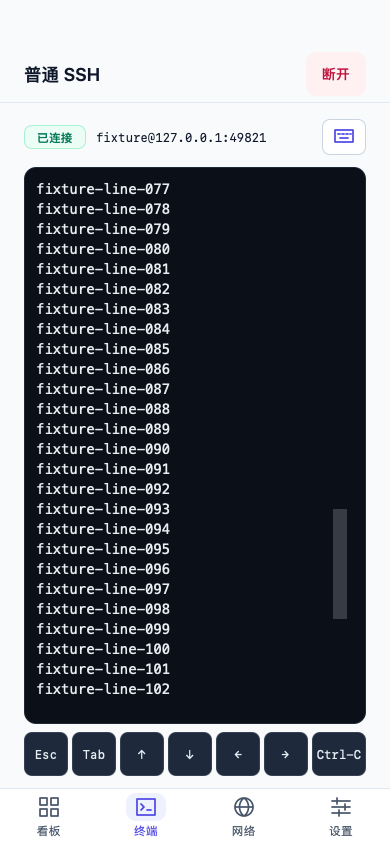 普通 SSH
断开
已连接 fixture@127.0.0.1:49821
fixture-line-077
fixture-line-078
fixture-line-079
fixture-line-080
fixture-line-081
fixture-line-082
fixture-line-083
fixture-line-084
fixture-line-085
fixture-line-086
fixture-line-087
fixture-line-088
fixture-line-089
fixture-line-090
fixture-line-091
fixture-line-092
fixture-line-093
fixture-line-094
fixture-line-095
fixture-line-096
fixture-line-097
fixture-line-098
fixture-line-099
fixture-line-100
fixture-line-101
fixture-line-102
Esc Tab ↑ ↓ ← → Ctrl-C
看板 终端 网络 设置